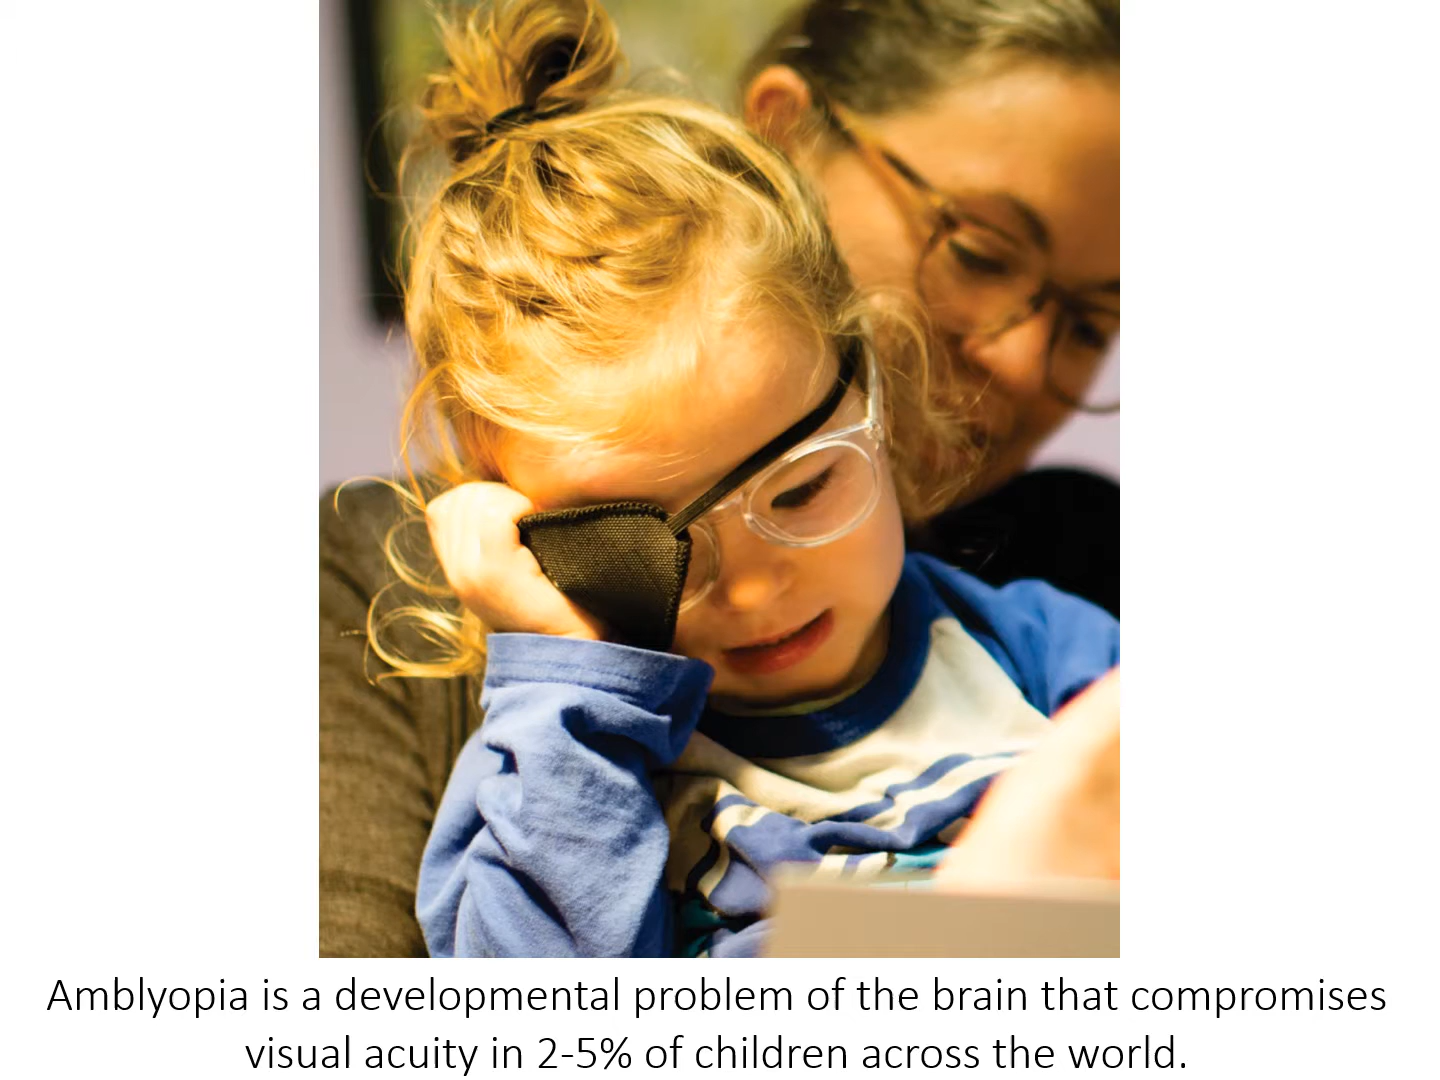 Amblyopia is a developmental problem of the brain that compromises
visual acuity in 2-5% of children across the world.